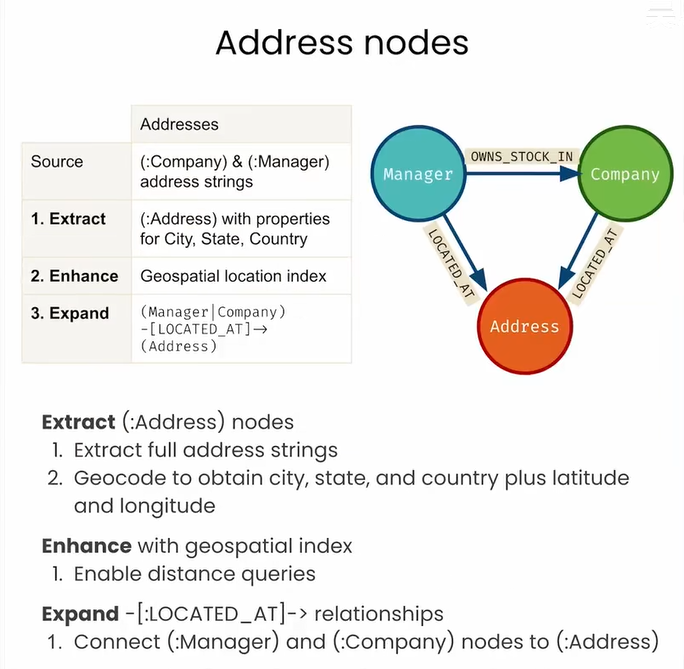 Address nodes
Addresses
Source
(:Company) & (:Manager)
address strings
1. Extract
(:Address) with properties
for City, State, Country
2. Enhance
Geospatial location index
3. Expand
(Manager|Company)
-[LOCATED_AT]->
(Address)
Manager
OWNS_STOCK_IN
Company
LOCATED_AT
LOCATED_AT
Address
Extract (:Address) nodes
1. Extract full address strings
2. Geocode to obtain city, state, and country plus latitude
and longitude
Enhance with geospatial index
1. Enable distance queries
Expand -[:LOCATED_AT]-> relationships
1. Connect (:Manager) and (:Company) nodes to (:Address)